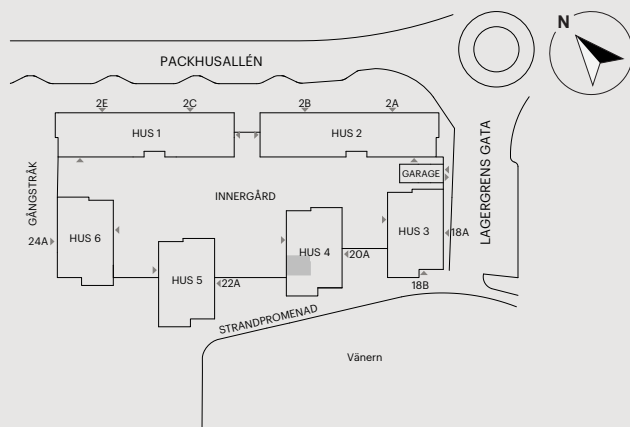 N
PACKHUSALLÉN
2E
2C
2B
2A
HUS 1
HUS 2
LAGERGRENS GATA
GÅNGSTRÅK
GARAGE
INNERGÅRD
24A
HUS 6
HUS 3
18A
HUS 4
20A
HUS 5
22A
18B
STRANDPROMENAD
Vänern